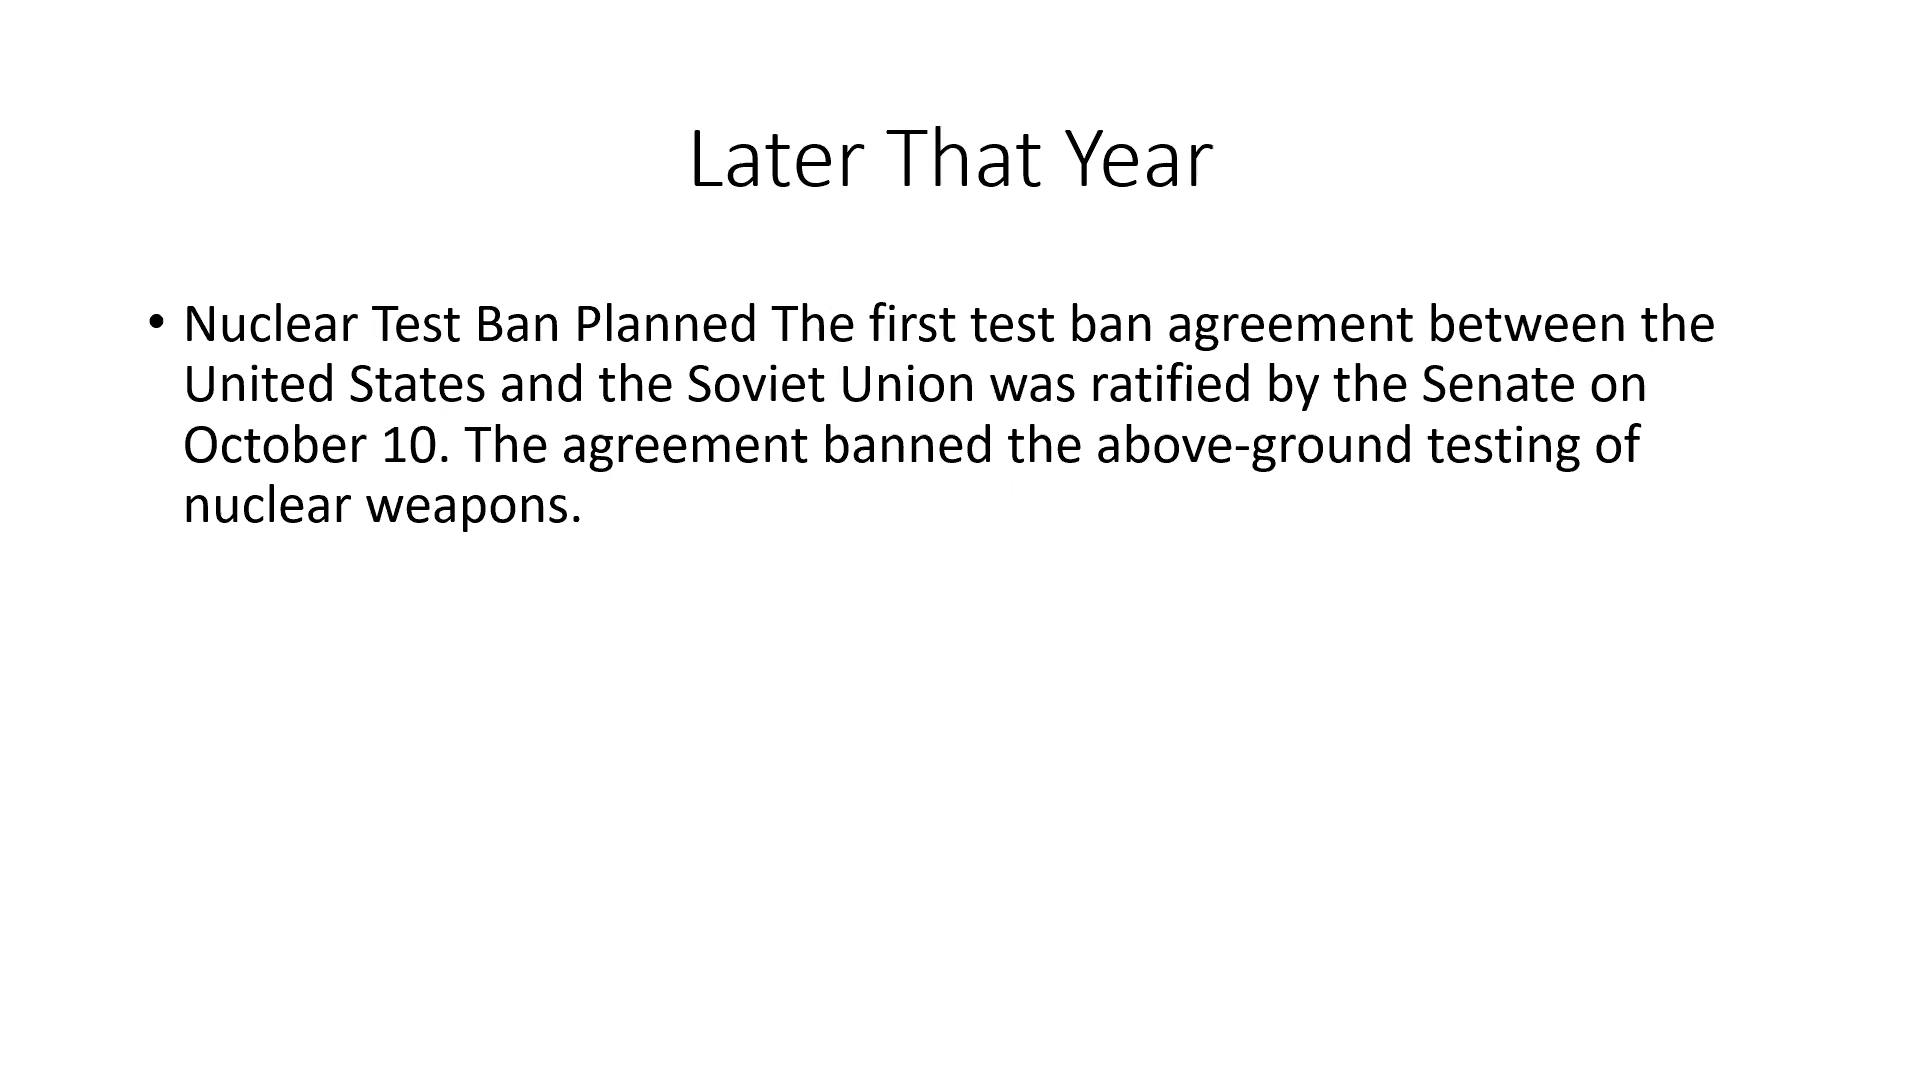 Later That Year
• Nuclear Test Ban Planned The first test ban agreement between the
United States and the Soviet Union was ratified by the Senate on
October 10. The agreement banned the above-ground testing of
nuclear weapons.